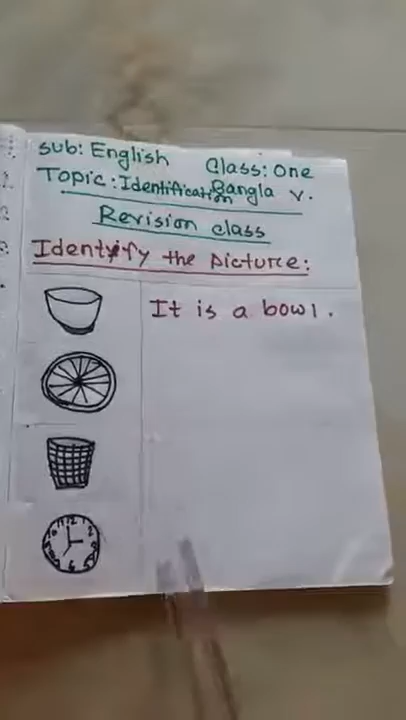 Sub: English Class: One
Topic: Identification Bangla v.
Revision class
Identify the picture:
It is a bowl.